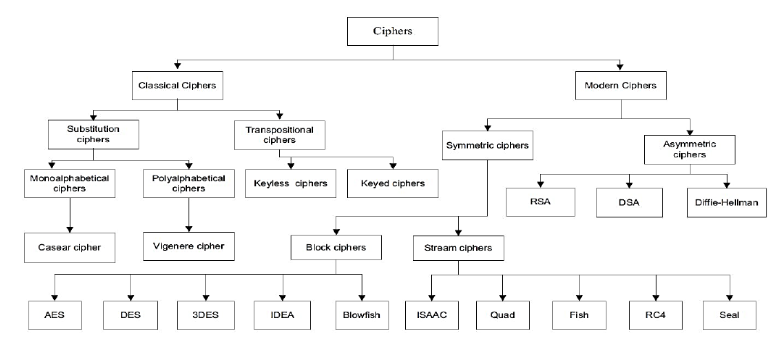 Ciphers
Classical Ciphers
Modern Ciphers
Substitution
ciphers
Transpositional
ciphers
Symmetric ciphers
Asymmetric
ciphers
Monoalphabetical
ciphers
Polyalphabetical
ciphers
Keyless ciphers
Keyed ciphers
RSA
DSA
Diffie-Hellman
Casear cipher
Vigenere cipher
Block ciphers
Stream ciphers
AES
DES
3DES
IDEA
Blowfish
ISAAC
Quad
Fish
RC4
Seal